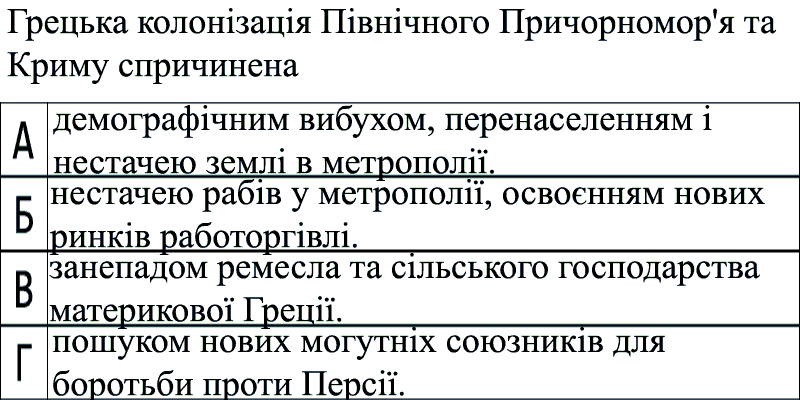 Грецька колонізація Північного Причорномор'я та
Криму спричинена
А демографічним вибухом, перенаселенням і
нестачею землі в метрополії.
Б нестачею рабів у метрополії, освоєнням нових
ринків работоргівлі.
В занепадом ремесла та сільського господарства
материкової Греції.
Г пошуком нових могутніх союзників для
боротьби проти Персії.